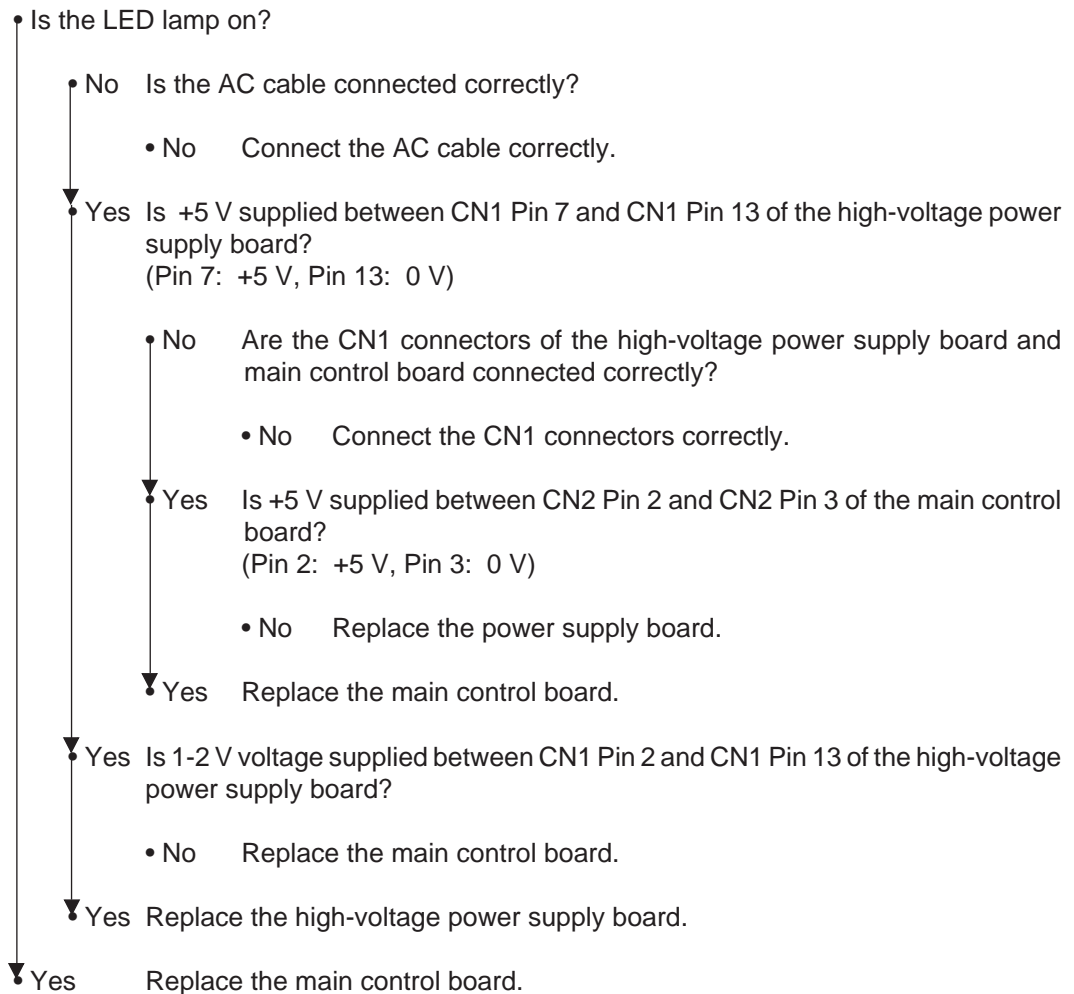 • Is the LED lamp on?
• No Is the AC cable connected correctly?
• No Connect the AC cable correctly.
• Yes Is +5 V supplied between CN1 Pin 7 and CN1 Pin 13 of the high-voltage power
supply board?
(Pin 7: +5 V, Pin 13: 0 V)
• No Are the CN1 connectors of the high-voltage power supply board and
main control board connected correctly?
• No Connect the CN1 connectors correctly.
• Yes Is +5 V supplied between CN2 Pin 2 and CN2 Pin 3 of the main control
board?
(Pin 2: +5 V, Pin 3: 0 V)
• No Replace the power supply board.
• Yes Replace the main control board.
• Yes Is 1-2 V voltage supplied between CN1 Pin 2 and CN1 Pin 13 of the high-voltage
power supply board?
• No Replace the main control board.
• Yes Replace the high-voltage power supply board.
• Yes Replace the main control board.